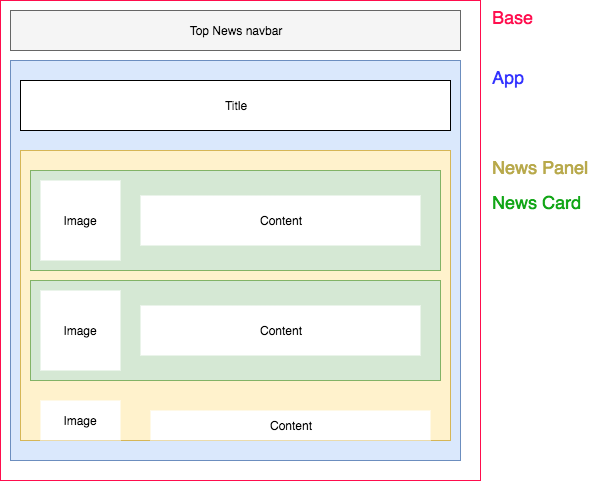 Top News navbar
Base
App
Title
News Panel
News Card
Image
Content
Image
Content
Image
Content